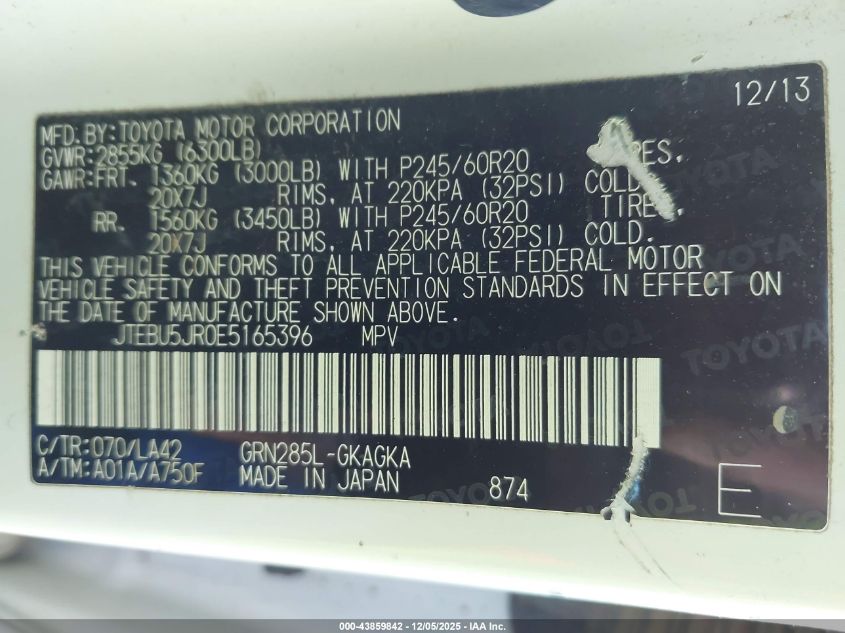 12/13
MFD.BY:TOYOTA MOTOR CORPORATION
GVWR:2855KG (6300LB)
GAWR:FRT. 1360KG (3000LB) WITH P245/60R20
20X7J RIMS, AT 220KPA (32PSI) COLD.
RR. 1560KG (3450LB) WITH P245/60R20 TIRES,
20X7J RIMS, AT 220KPA (32PSI) COLD.
THIS VEHICLE CONFORMS TO ALL APPLICABLE FEDERAL MOTOR
VEHICLE SAFETY AND THEFT PREVENTION STANDARDS IN EFFECT ON
THE DATE OF MANUFACTURE SHOWN ABOVE.
JTEBU5JR0E5165396 MPV
C/TR:070/LA42 GRN285L-GKAGKA
A/TM:A01A/A750F MADE IN JAPAN 874
E
000-43859842 - 12/05/2025 - IAA Inc.